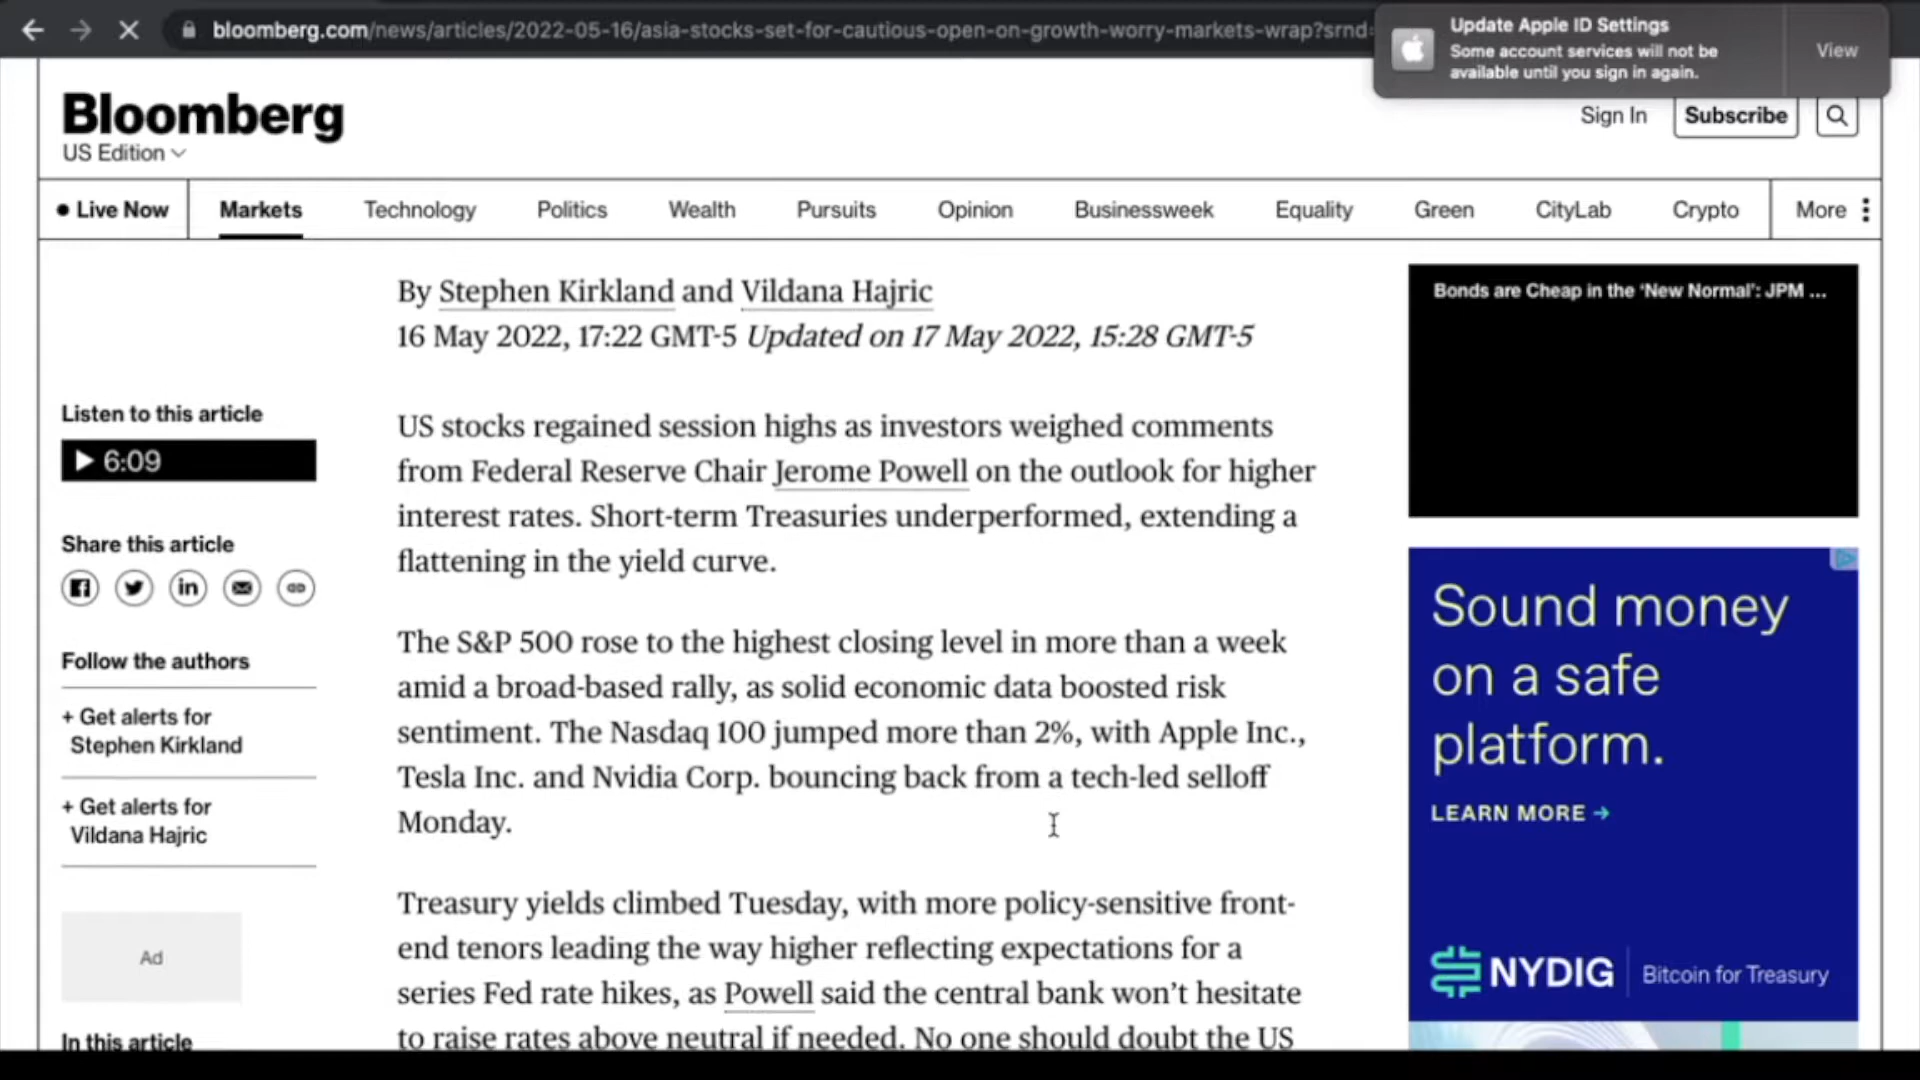 bloomberg.com/news/articles/2022-05-16/asia-stocks-set-for-cautious-open-on-growth-worry-markets-wrap?srnd=
Update Apple ID Settings
Some account services will not be
available until you sign in again.
View
Bloomberg
US Edition
Sign In
Subscribe
Live Now
Markets
Technology
Politics
Wealth
Pursuits
Opinion
Businessweek
Equality
Green
CityLab
Crypto
More
By Stephen Kirkland and Vildana Hajric
16 May 2022, 17:22 GMT-5 Updated on 17 May 2022, 15:28 GMT-5
Listen to this article
6:09
Share this article
Follow the authors
+ Get alerts for
Stephen Kirkland
+ Get alerts for
Vildana Hajric
Ad
In this article
US stocks regained session highs as investors weighed comments
from Federal Reserve Chair Jerome Powell on the outlook for higher
interest rates. Short-term Treasuries underperformed, extending a
flattening in the yield curve.
The S&P 500 rose to the highest closing level in more than a week
amid a broad-based rally, as solid economic data boosted risk
sentiment. The Nasdaq 100 jumped more than 2%, with Apple Inc.,
Tesla Inc. and Nvidia Corp. bouncing back from a tech-led selloff
Monday.
Treasury yields climbed Tuesday, with more policy-sensitive front-
end tenors leading the way higher reflecting expectations for a
series Fed rate hikes, as Powell said the central bank won’t hesitate
to raise rates above neutral if needed. No one should doubt the US
Bonds are Cheap in the ‘New Normal’: JPM ...
Sound money
on a safe
platform.
LEARN MORE →
NYDIG
Bitcoin for Treasury